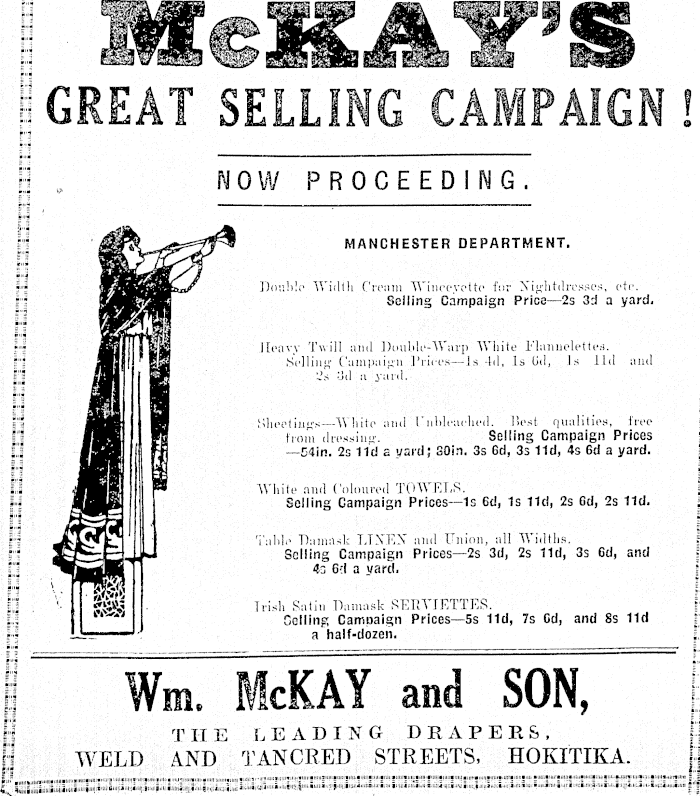 McKAY'S
GREAT SELLING CAMPAIGN!
NOW PROCEEDING.
MANCHESTER DEPARTMENT.
Double Width Cream Winceyette for Nightdresses, etc.
Selling Campaign Price—2s 3d a yard.
Heavy Twill and Double-Warp White Flannelettes.
Selling Campaign Prices—1s 4d, 1s 6d, 1s 11d and
2s 3d a yard.
Sheetings—White and Unbleached. Best qualities, free
from dressing. Selling Campaign Prices
—54in. 2s 11d a yard; 80in. 3s 6d, 3s 11d, 4s 6d a yard.
White and Coloured TOWELS.
Selling Campaign Prices—1s 6d, 1s 11d, 2s 6d, 2s 11d.
Table Damask LINEN and Union, all Widths.
Selling Campaign Prices—2s 3d, 2s 11d, 3s 6d, and
4s 6d a yard.
Irish Satin Damask SERVIETTES.
Selling Campaign Prices—5s 11d, 7s 6d, and 8s 11d
a half-dozen.
Wm. McKAY and SON,
THE LEADING DRAPERS,
WELD AND TANCRED STREETS, HOKITIKA.